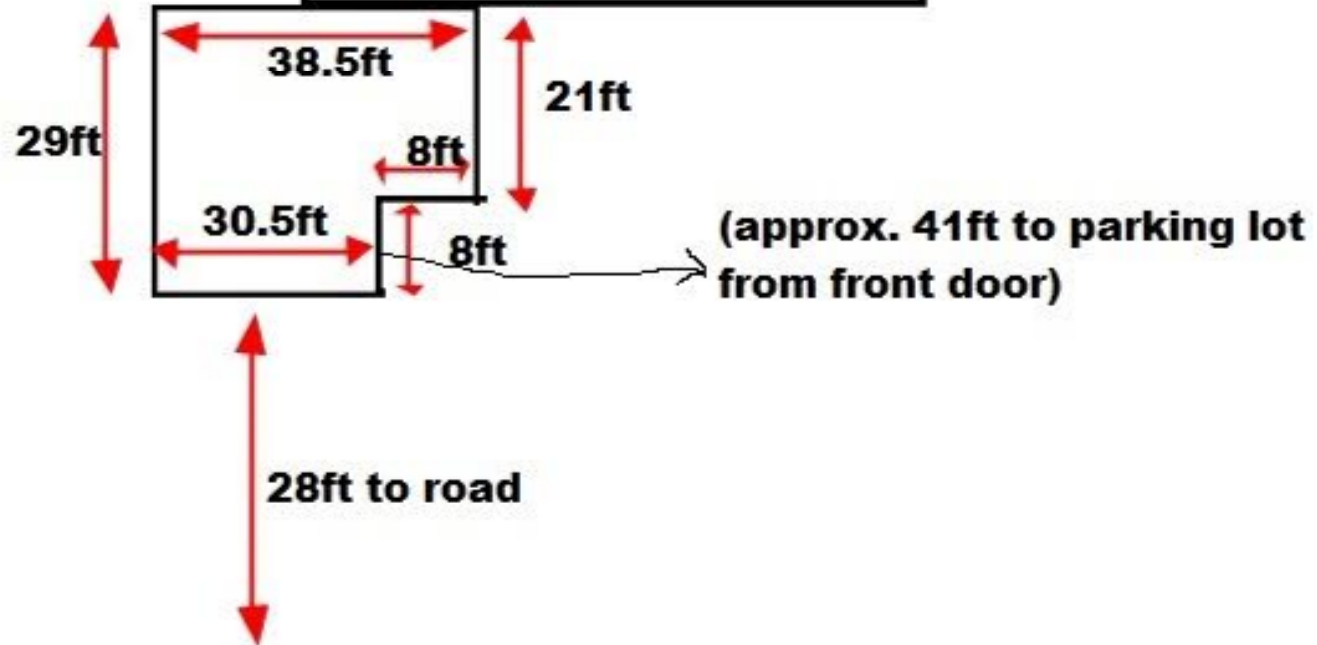 38.5ft
21ft
29ft
8ft
30.5ft
8ft
(approx. 41ft to parking lot
from front door)
28ft to road